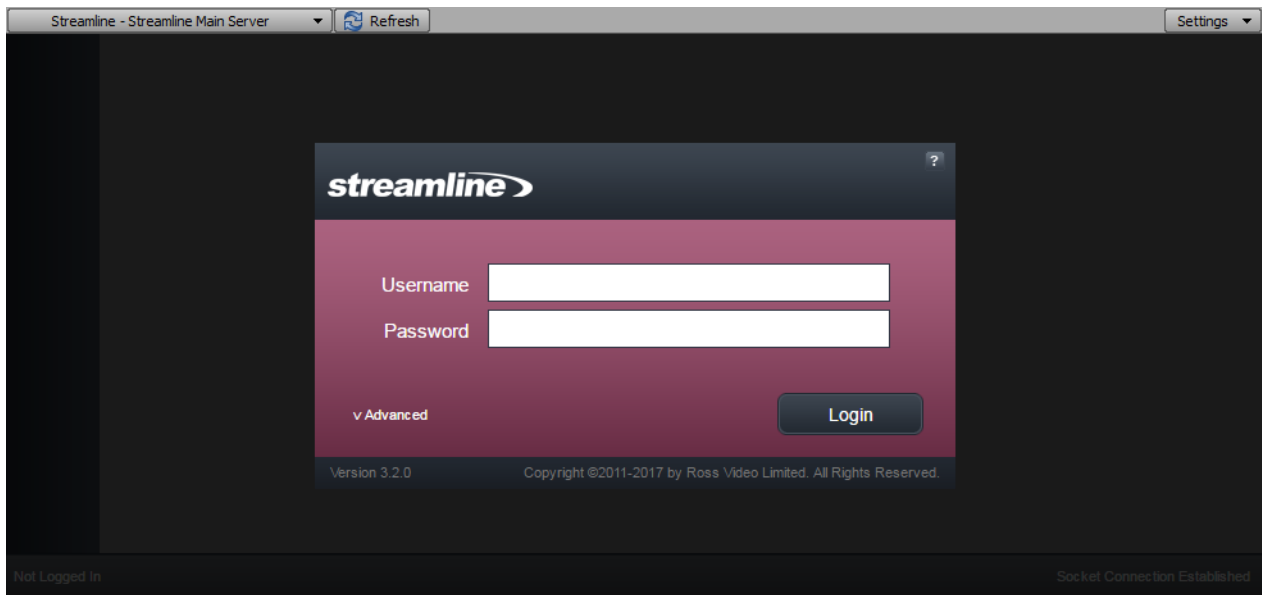 Streamline - Streamline Main Server Refresh Settings
?
streamline
Username
Password
v Advanced Login
Version 3.2.0 Copyright ©2011-2017 by Ross Video Limited. All Rights Reserved.
Not Logged In Socket Connection Established